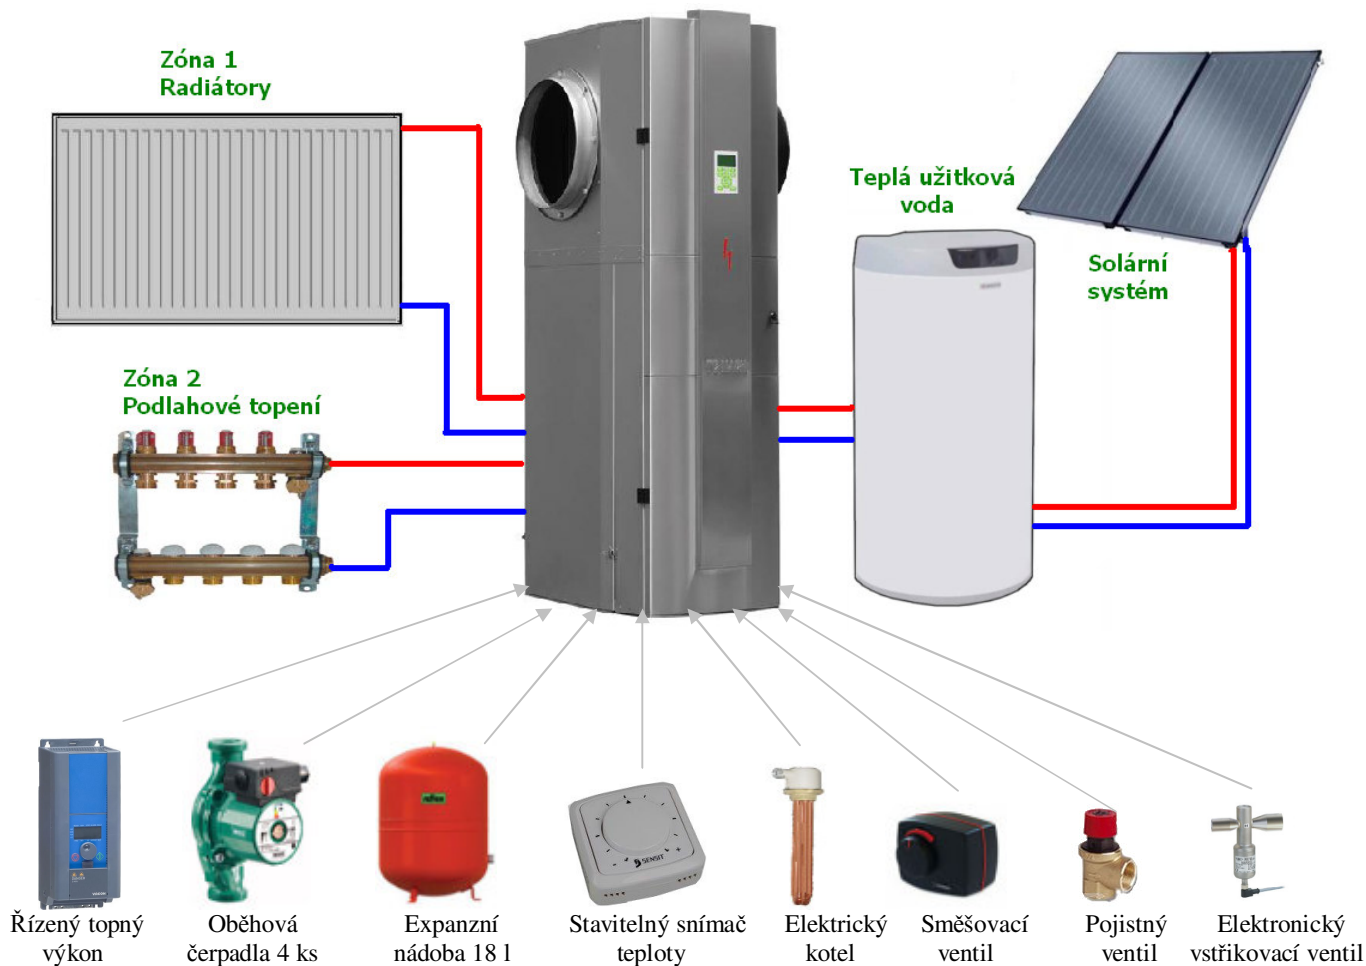 Zóna 1
Radiátory
Teplá užitková
voda
Solární
systém
Zóna 2
Podlahové topení
SENSIT
Řízený topný
výkon
Oběhová
čerpadla 4 ks
Expanzní
nádoba 18 l
Stavitelný snímač
teploty
Elektrický
kotel
Směšovací
ventil
Pojistný
ventil
Elektronický
vstřikovací ventil